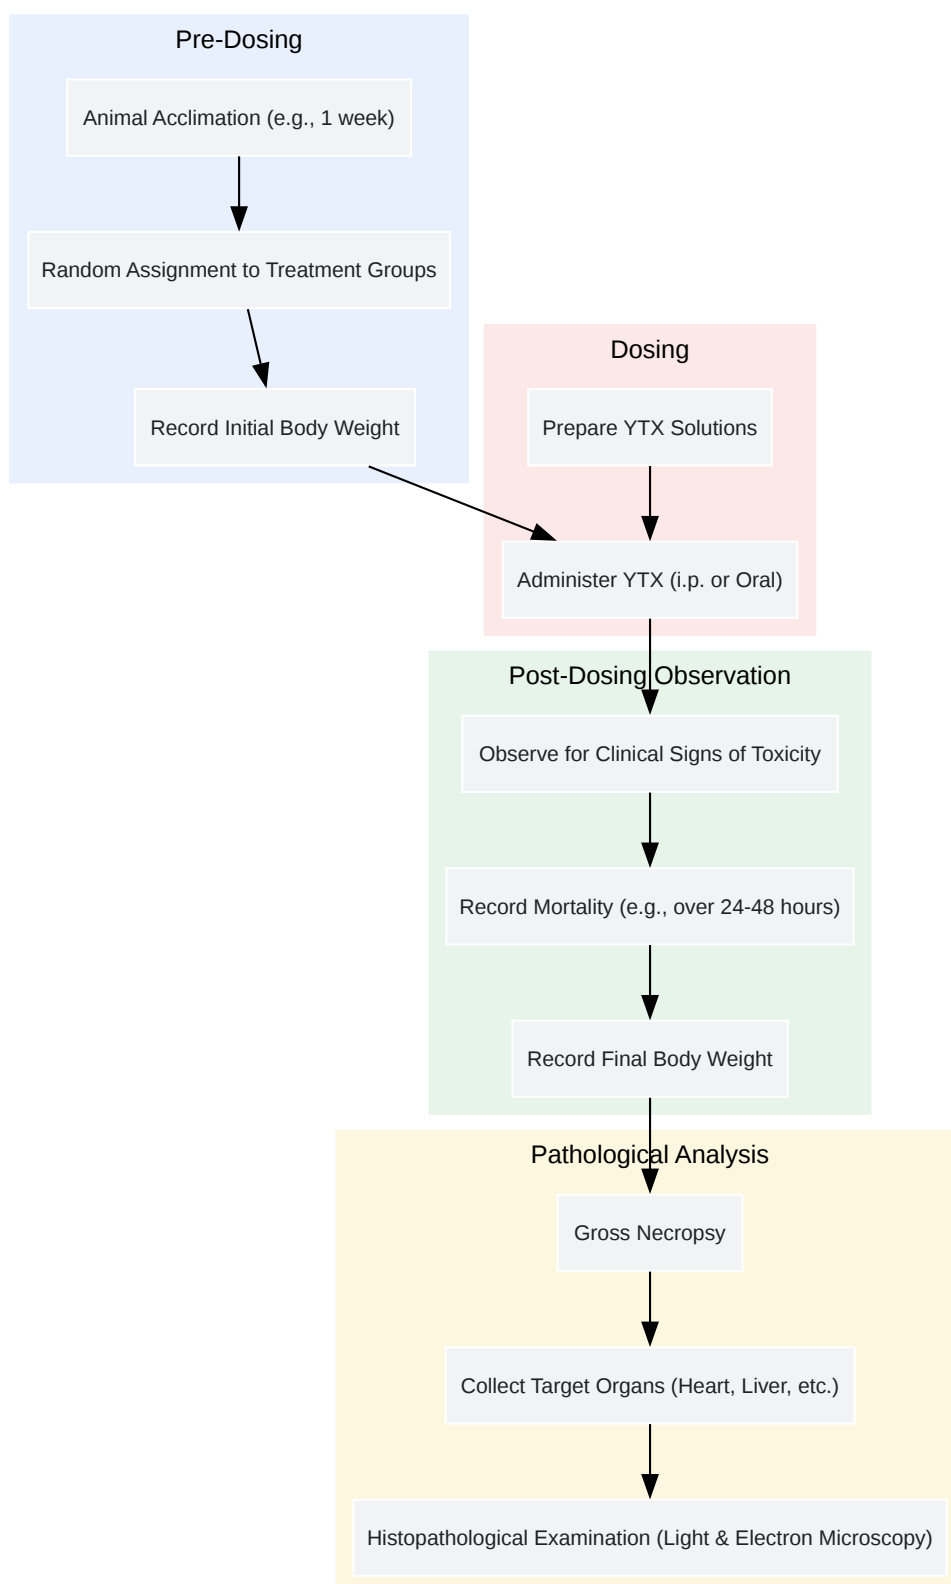 Pre-Dosing
Animal Acclimation (e.g., 1 week)
Random Assignment to Treatment Groups
Record Initial Body Weight
Dosing
Prepare YTX Solutions
Administer YTX (i.p. or Oral)
Post-Dosing Observation
Observe for Clinical Signs of Toxicity
Record Mortality (e.g., over 24-48 hours)
Record Final Body Weight
Pathological Analysis
Gross Necropsy
Collect Target Organs (Heart, Liver, etc.)
Histopathological Examination (Light & Electron Microscopy)